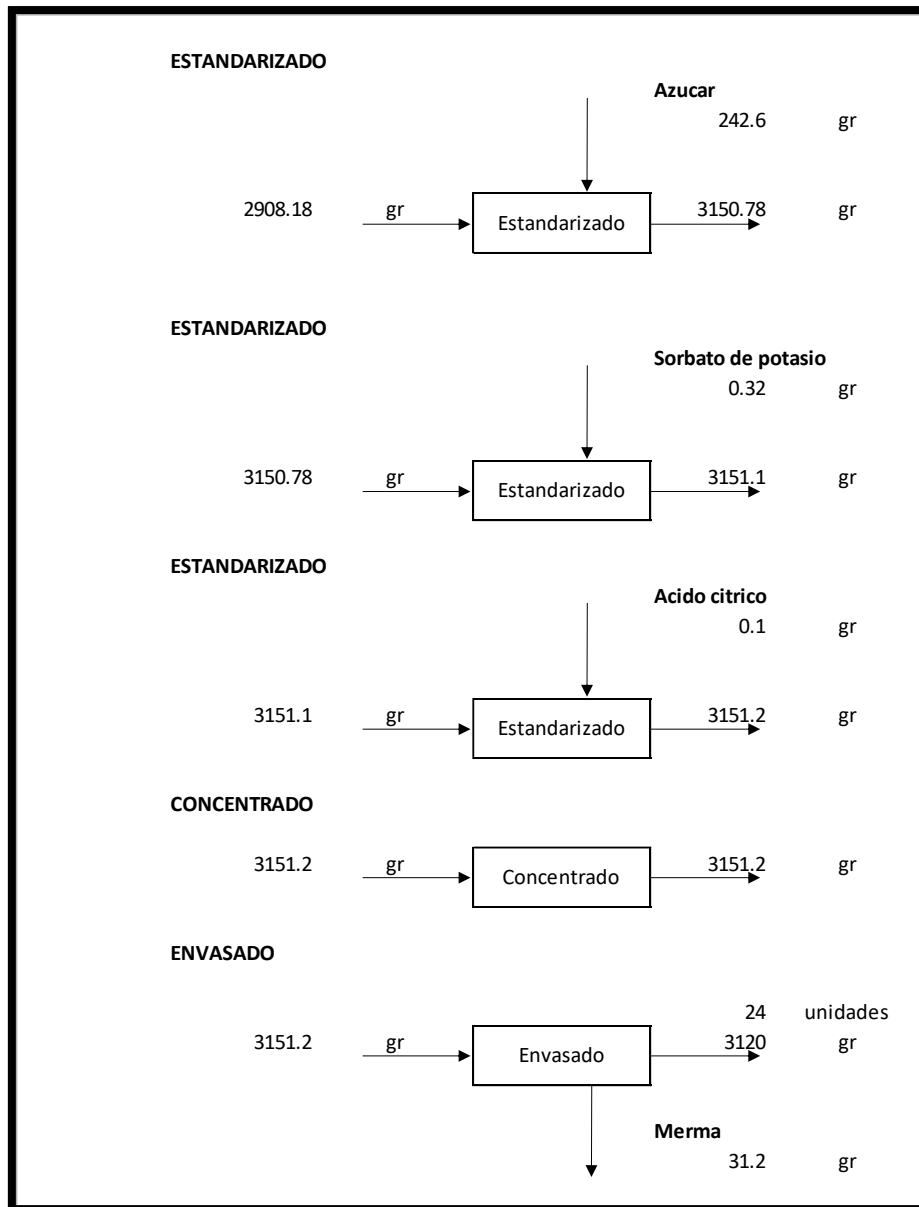 ESTANDARIZADO
Azucar
242.6 gr
2908.18 gr Estandarizado 3150.78 gr
ESTANDARIZADO
Sorbato de potasio
0.32 gr
3150.78 gr Estandarizado 3151.1 gr
ESTANDARIZADO
Acido citrico
0.1 gr
3151.1 gr Estandarizado 3151.2 gr
CONCENTRADO
3151.2 gr Concentrado 3151.2 gr
ENVASADO
24 unidades
3151.2 gr Envasado 3120 gr
Merma
31.2 gr